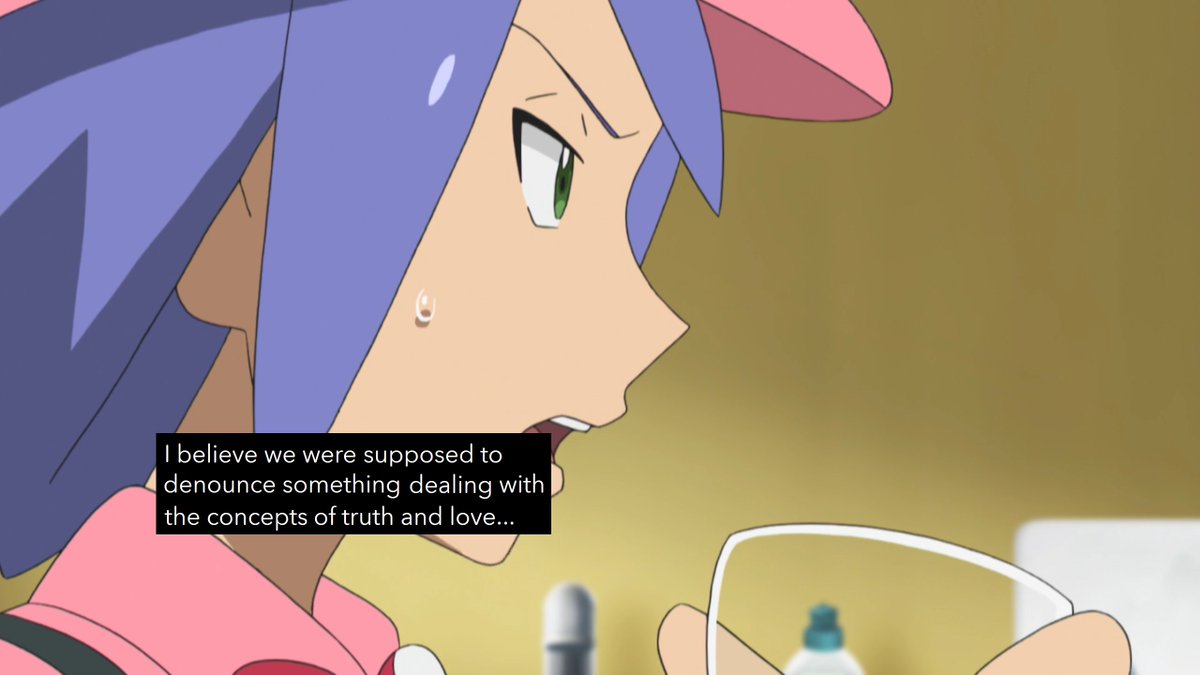 I believe we were supposed to
denounce something dealing with
the concepts of truth and love...